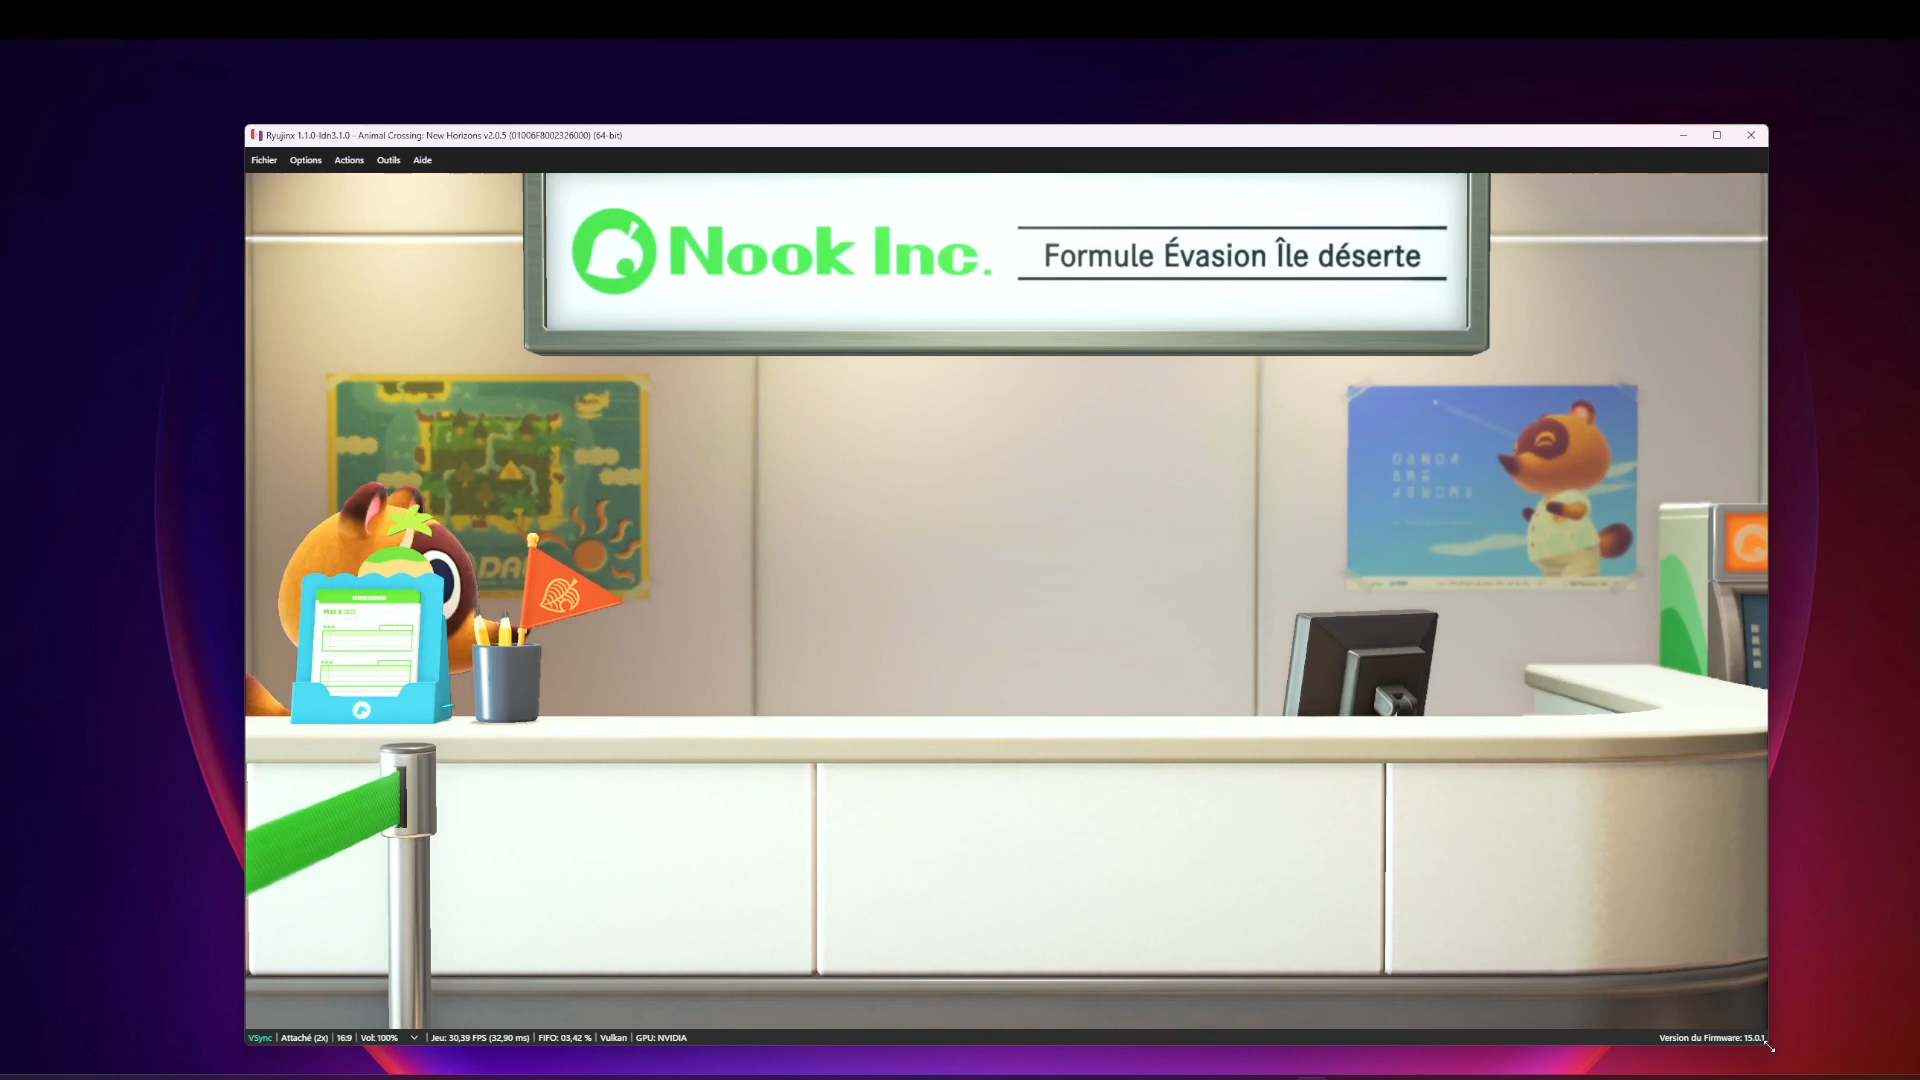 Ryujinx 1.1.0-ldn3.1.0 - Animal Crossing: New Horizons v2.0.5 (01006F8002326000) (64-bit)
Fichier Options Actions Outils Aide
Nook Inc. Formule Évasion Île déserte
VSync Attaché (2x) 16:9 Vol: 100% Jeu: 30,39 FPS (32,90 ms) FIFO: 03,42 % Vulkan GPU: NVIDIA Version du Firmware: 15.0.1